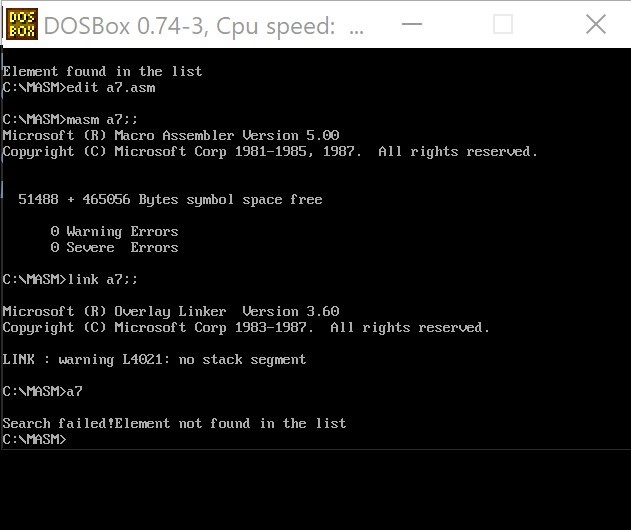 DOS
BOX
DOSBox 0.74-3, Cpu speed: ...
Element found in the list
C:\MASM>edit a7.asm
C:\MASM>masm a7;;
Microsoft (R) Macro Assembler Version 5.00
Copyright (C) Microsoft Corp 1981-1985, 1987.  All rights reserved.
51488 + 465056 Bytes symbol space free
0 Warning Errors
0 Severe  Errors
C:\MASM>link a7;;
Microsoft (R) Overlay Linker  Version 3.60
Copyright (C) Microsoft Corp 1983-1987.  All rights reserved.
LINK : warning L4021: no stack segment
C:\MASM>a7
Search failed!Element not found in the list
C:\MASM>